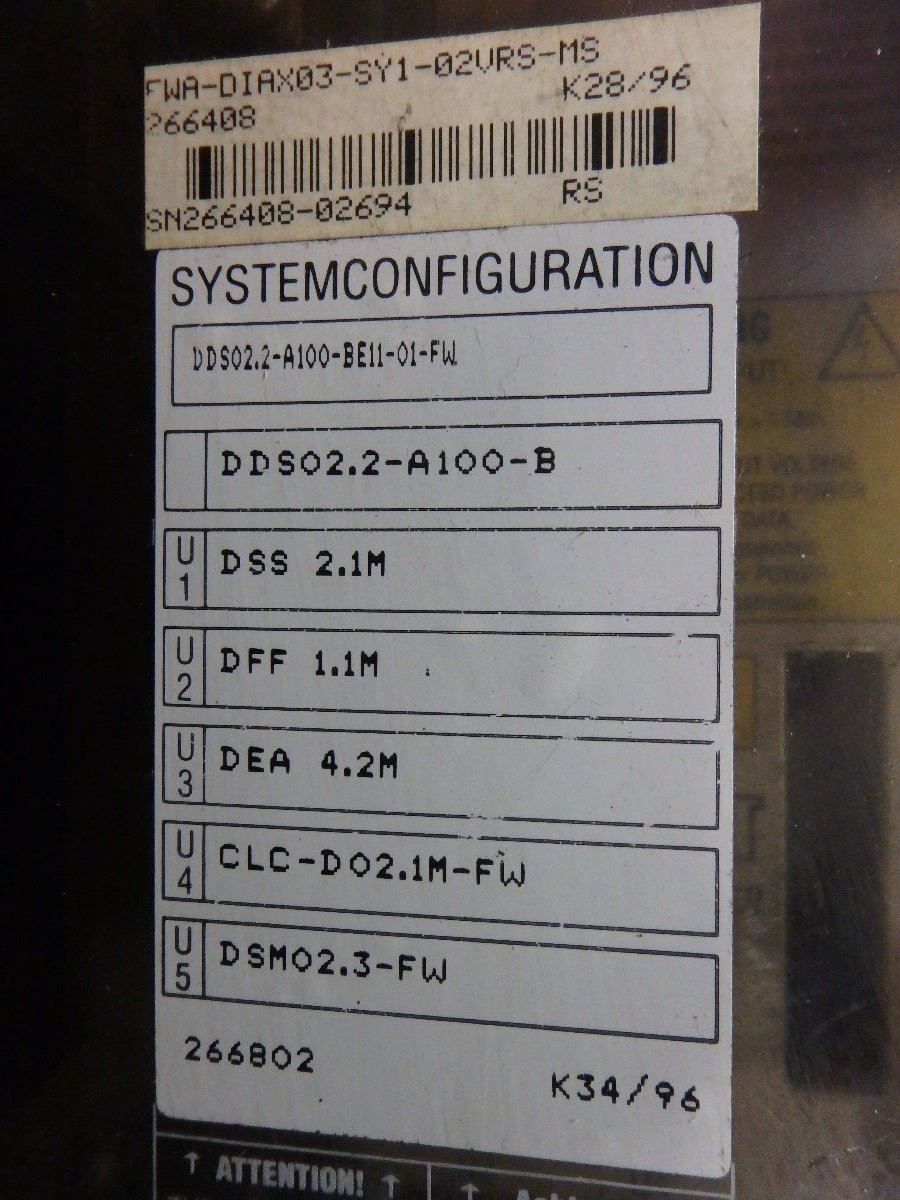 FWA-DIAX03-SY1-02VRS-MS
266408 K28/96
SN266408-02694 RS
SYSTEMCONFIGURATION
DDS02.2-A100-BE11-01-FW
DDS02.2-A100-B
U1 DSS 2.1M
U2 DFF 1.1M
U3 DEA 4.2M
U4 CLC-D02.1M-FW
U5 DSM02.3-FW
266802 K34/96
ATTENTION!